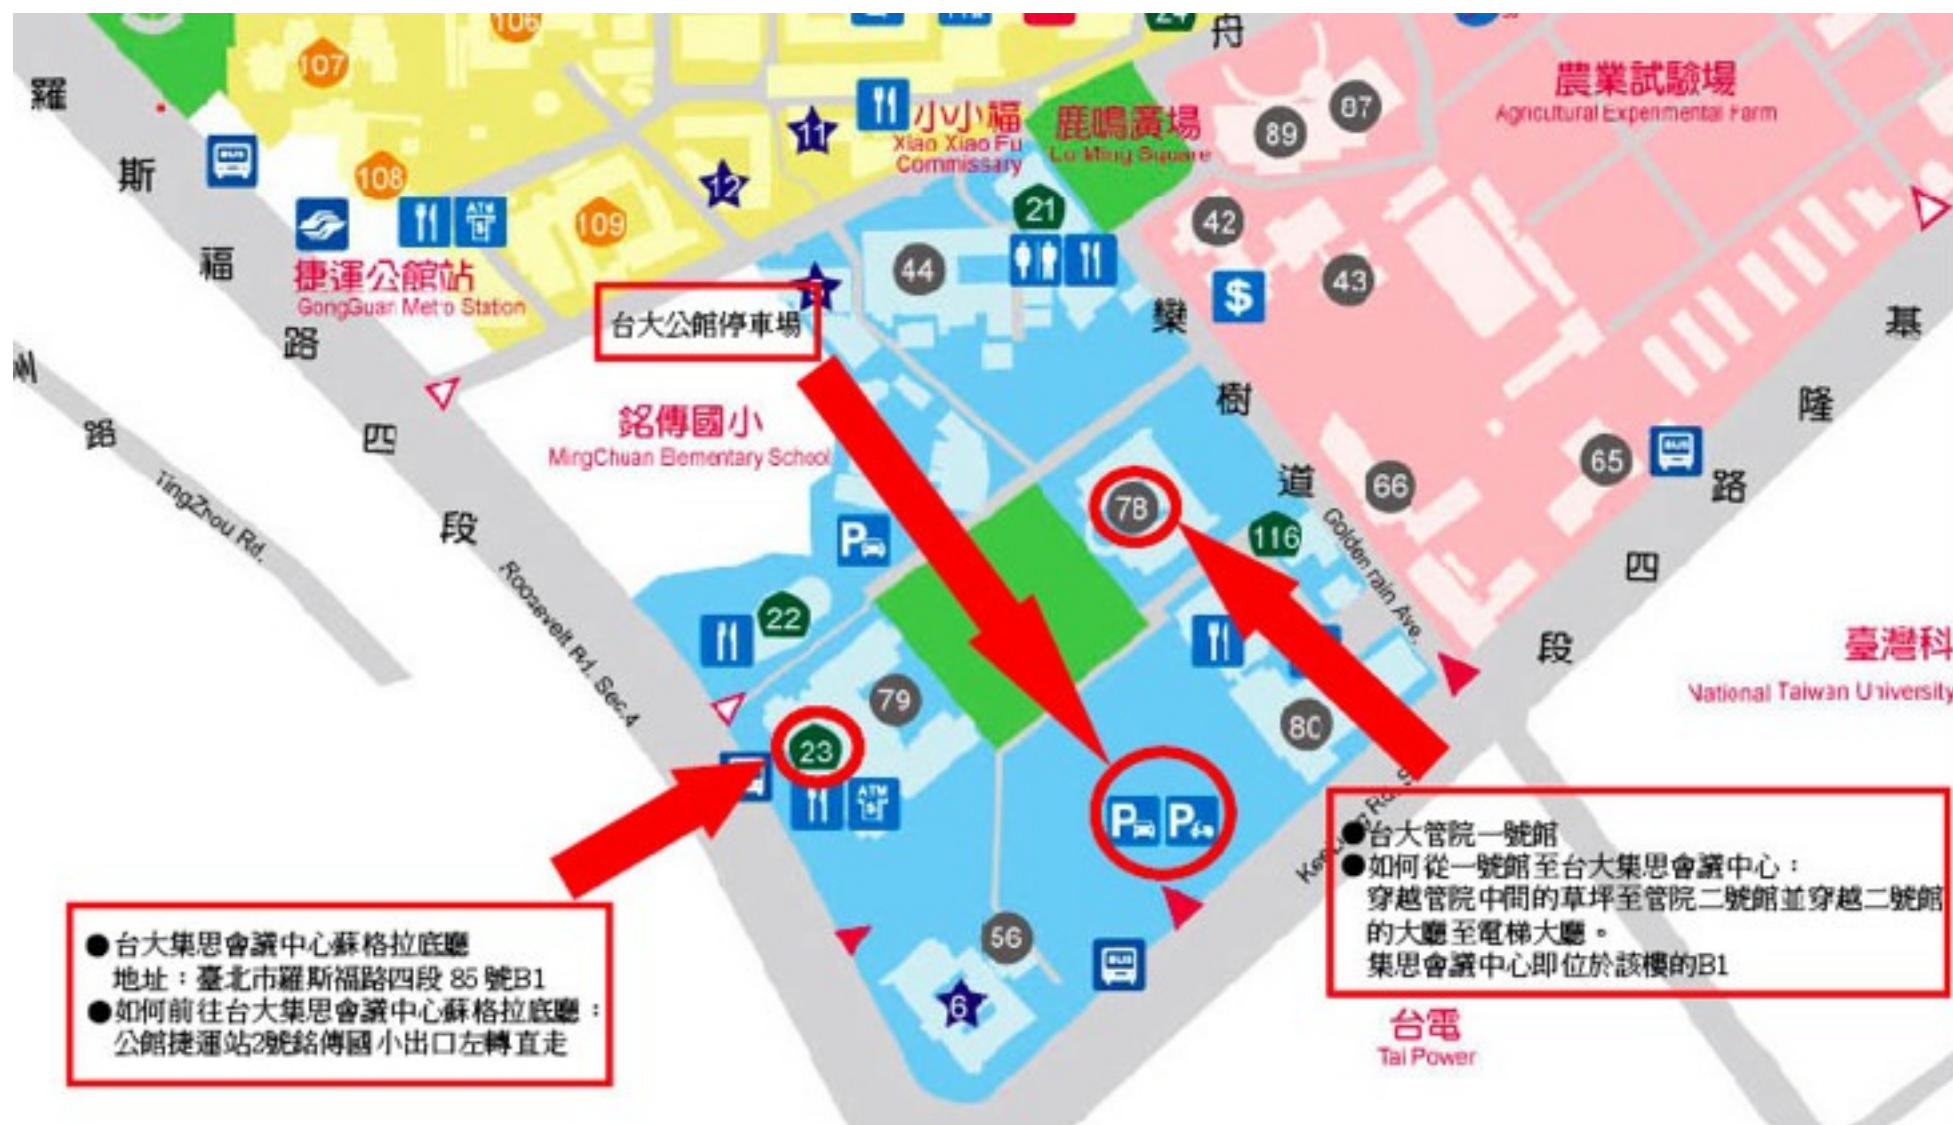 106
24
舟
107
羅
農業試驗場
Agricultural Experimental Farm
87
89
11
小小福
Xiao Xiao Fu
Commissary
鹿鳴廣場
Lu Ming Square
BUS
斯
108
12
ATM
$
109
21
42
福
捷運公館站
GongGuan Metro Station
44
43
$
欒
基
路
台大公館停車場
銘傳國小
MingChuan Elementary School
樹
隆
州
路
四
TingZhou Rd.
段
78
道
66
65
BUS
路
P
Golden rain Ave.
116
四
Roosevelt Rd. Sec.4
22
段
臺灣科
National Taiwan University
79
80
23
ATM
$
P
P
●台大管院一號館
●如何從一號館至台大集思會議中心：
穿越管院中間的草坪至管院二號館並穿越二號館
的大廳至電梯大廳。
集思會議中心即位於該樓的B1
●台大集思會議中心蘇格拉底廳
地址：臺北市羅斯福路四段 85 號B1
●如何前往台大集思會議中心蘇格拉底廳：
公館捷運站2號銘傳國小出口左轉直走
56
BUS
6
台電
Tai Power